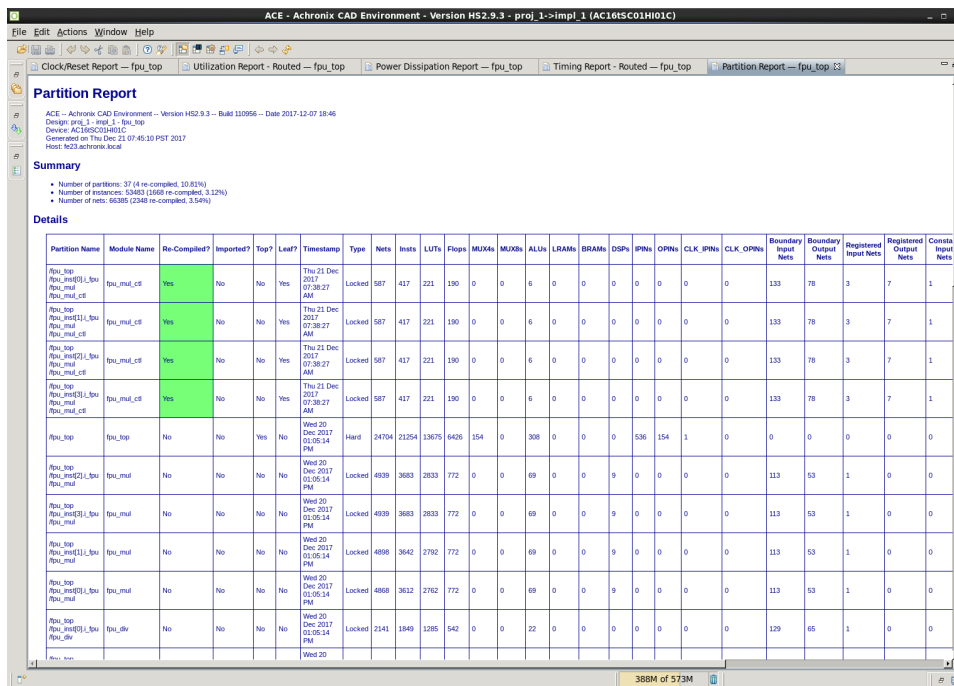 ACE - Achronix CAD Environment - Version HS2.9.3 - proj_1->impl_1 (AC16tSC01HI01C)
File Edit Actions Window Help
Clock/Reset Report — fpu_top Utilization Report - Routed — fpu_top Power Dissipation Report — fpu_top Timing Report - Routed — fpu_top Partition Report — fpu_top
Partition Report
ACE -- Achronix CAD Environment -- Version HS2.9.3 -- Build 110956 -- Date 2017-12-07 18:46
Design: proj_1 - impl_1 - fpu_top
Device: AC16tSC01HI01C
Generated on Thu Dec 21 07:45:10 PST 2017
Host: fe23.achronix.local
Summary
• Number of partitions: 37 (4 re-compiled, 10.81%)
• Number of instances: 53483 (1668 re-compiled, 3.12%)
• Number of nets: 66385 (2348 re-compiled, 3.54%)
Details
Partition Name Module Name Re-Compiled? Imported? Top? Leaf? Timestamp Type Nets Insts LUTs Flops MUX4s MUX8s ALUs LRAMs BRAMs DSPs IPINs OPINs CLK_IPINs CLK_OPINs Boundary Input Nets Boundary Output Nets Registered Input Nets Registered Output Nets Consta Input Nets
/fpu_top /fpu_inst[0].i_fpu /fpu_mul /fpu_mul_ctl fpu_mul_ctl Yes No No Yes Thu 21 Dec 2017 07:38:27 AM Locked 587 417 221 190 0 0 6 0 0 0 0 0 0 0 133 78 3 7 1
/fpu_top /fpu_inst[1].i_fpu /fpu_mul /fpu_mul_ctl fpu_mul_ctl Yes No No Yes Thu 21 Dec 2017 07:38:27 AM Locked 587 417 221 190 0 0 6 0 0 0 0 0 0 0 133 78 3 7 1
/fpu_top /fpu_inst[2].i_fpu /fpu_mul /fpu_mul_ctl fpu_mul_ctl Yes No No Yes Thu 21 Dec 2017 07:38:27 AM Locked 587 417 221 190 0 0 6 0 0 0 0 0 0 0 133 78 3 7 1
/fpu_top /fpu_inst[3].i_fpu /fpu_mul /fpu_mul_ctl fpu_mul_ctl Yes No No Yes Thu 21 Dec 2017 07:38:27 AM Locked 587 417 221 190 0 0 6 0 0 0 0 0 0 0 133 78 3 7 1
/fpu_top fpu_top No No Yes No Wed 20 Dec 2017 01:05:14 PM Hard 24704 21254 13675 6426 154 0 308 0 0 0 536 154 1 0 0 0 0 0 0
/fpu_top /fpu_inst[2].i_fpu /fpu_mul fpu_mul No No No No Wed 20 Dec 2017 01:05:14 PM Locked 4939 3683 2833 772 0 0 69 0 0 9 0 0 0 0 113 53 1 0 0
/fpu_top /fpu_inst[3].i_fpu /fpu_mul fpu_mul No No No No Wed 20 Dec 2017 01:05:14 PM Locked 4939 3683 2833 772 0 0 69 0 0 9 0 0 0 0 113 53 1 0 0
/fpu_top /fpu_inst[1].i_fpu /fpu_mul fpu_mul No No No No Wed 20 Dec 2017 01:05:14 PM Locked 4898 3642 2792 772 0 0 69 0 0 9 0 0 0 0 113 53 1 0 0
/fpu_top /fpu_inst[0].i_fpu /fpu_mul fpu_mul No No No No Wed 20 Dec 2017 01:05:14 PM Locked 4868 3612 2762 772 0 0 69 0 0 9 0 0 0 0 113 53 1 0 0
/fpu_top /fpu_inst[0].i_fpu /fpu_div fpu_div No No No No Wed 20 Dec 2017 01:05:14 PM Locked 2141 1849 1285 542 0 0 22 0 0 0 0 0 0 0 129 65 1 0 0
Wed 20
388M of 573M